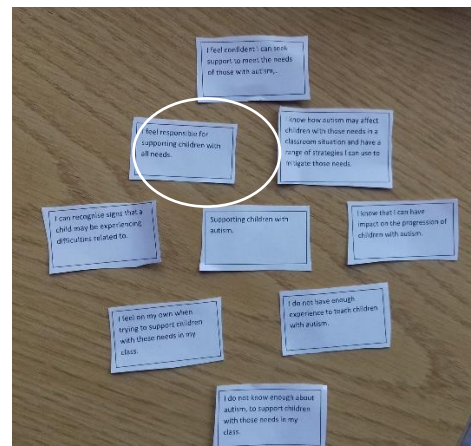 I feel confident I can seek
support to meet the needs
of those with autism,.
I feel responsible for
supporting children with
all needs.
I know how autism may affect
children with those needs in a
classroom situation and have a
range of strategies I can use to
mitigate those needs.
I can recognise signs that a
child may be experiencing
difficulties related to.
Supporting children with
autism.
I know that I can have
impact on the progression of
children with autism.
I feel on my own when
trying to support children
with these needs in my
class.
I do not have enough
experience to teach children
with autism.
I do not know enough about
autism, to support children
with those needs in my
class.